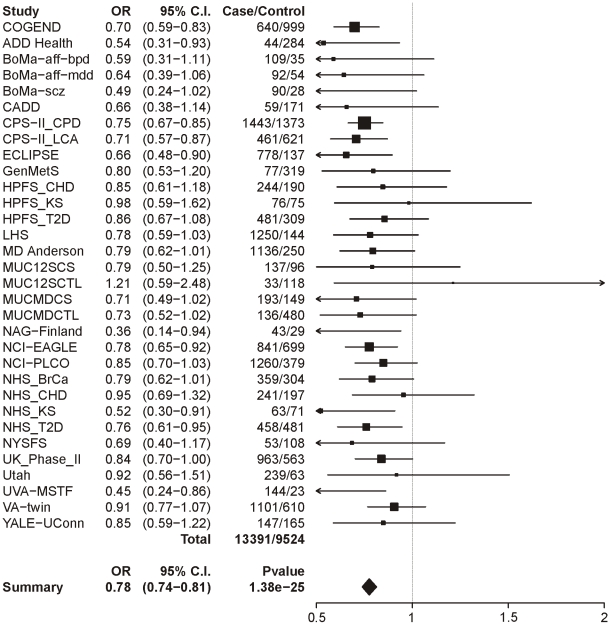 Study OR 95% C.I. Case/Control
COGEND 0.70 (0.59−0.83) 640/999
ADD Health 0.54 (0.31−0.93) 44/284
BoMa−aff−bpd 0.59 (0.31−1.11) 109/35
BoMa−aff−mdd 0.64 (0.39−1.06) 92/54
BoMa−scz 0.49 (0.24−1.02) 90/28
CADD 0.66 (0.38−1.14) 59/171
CPS−II_CPD 0.75 (0.67−0.85) 1443/1373
CPS−II_LCA 0.71 (0.57−0.87) 461/621
ECLIPSE 0.66 (0.48−0.90) 778/137
GenMetS 0.80 (0.53−1.20) 77/319
HPFS_CHD 0.85 (0.61−1.18) 244/190
HPFS_KS 0.98 (0.59−1.62) 76/75
HPFS_T2D 0.86 (0.67−1.08) 481/309
LHS 0.78 (0.59−1.03) 1250/144
MD Anderson 0.79 (0.62−1.01) 1136/250
MUC12SCS 0.79 (0.50−1.25) 137/96
MUC12SCTL 1.21 (0.59−2.48) 33/118
MUCMDCS 0.71 (0.49−1.02) 193/149
MUCMDCTL 0.73 (0.52−1.02) 136/480
NAG−Finland 0.36 (0.14−0.94) 43/29
NCI−EAGLE 0.78 (0.65−0.92) 841/699
NCI−PLCO 0.85 (0.70−1.03) 1260/379
NHS_BrCa 0.79 (0.62−1.01) 359/304
NHS_CHD 0.95 (0.69−1.32) 241/197
NHS_KS 0.52 (0.30−0.91) 63/71
NHS_T2D 0.76 (0.61−0.95) 458/481
NYSFS 0.69 (0.40−1.17) 53/108
UK_Phase_II 0.84 (0.70−1.00) 963/563
Utah 0.92 (0.56−1.51) 239/63
UVA−MSTF 0.45 (0.24−0.86) 144/23
VA−twin 0.91 (0.77−1.07) 1101/610
YALE−UConn 0.85 (0.59−1.22) 147/165
Total 13391/9524
OR 95% C.I. Pvalue
Summary 0.78 (0.74−0.81) 1.38e−25
0.5 1 1.5 2